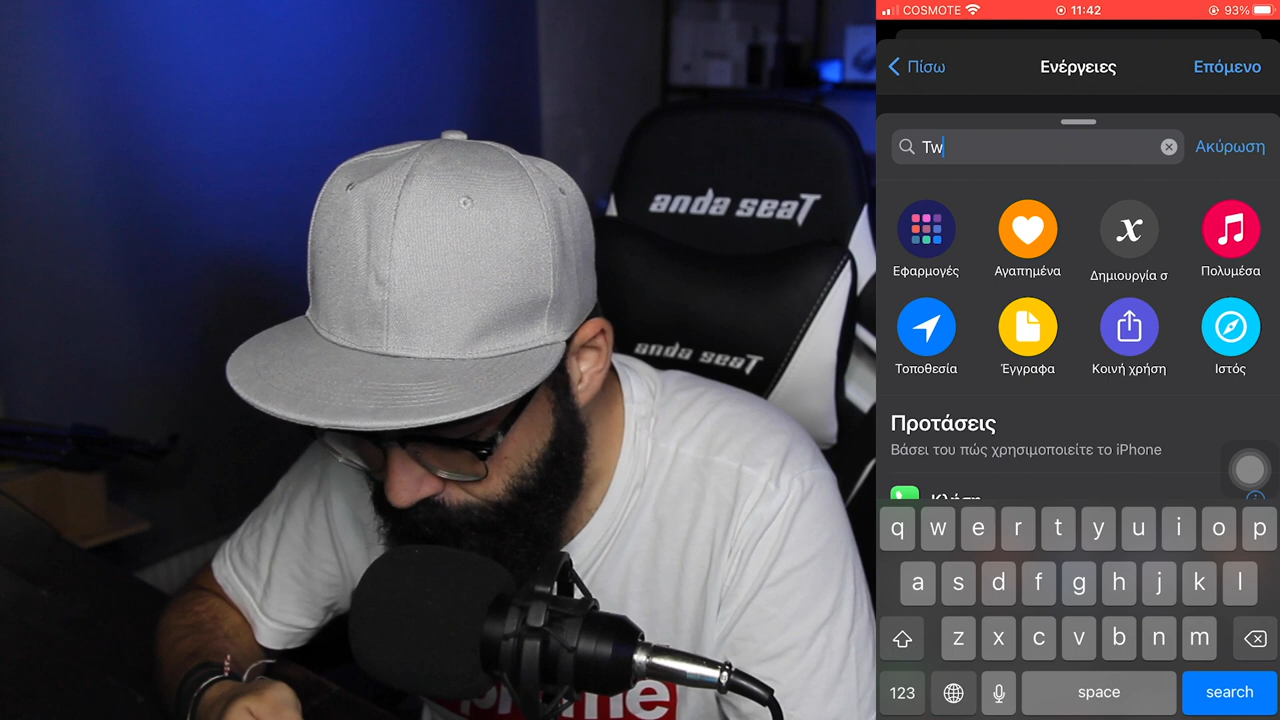 anda seaT
anda seaT
COSMOTE
11:42
93%
Πίσω
Ενέργειες
Επόμενο
Tw
Ακύρωση
Εφαρμογές
Αγαπημένα
x
Δημιουργία σ
Πολυμέσα
Τοποθεσία
Έγγραφα
Κοινή χρήση
Ιστός
Προτάσεις
Βάσει του πώς χρησιμοποιείτε το iPhone
Κλήση
q w e r t y u i o p
a s d f g h j k l
z x c v b n m
123
space
search